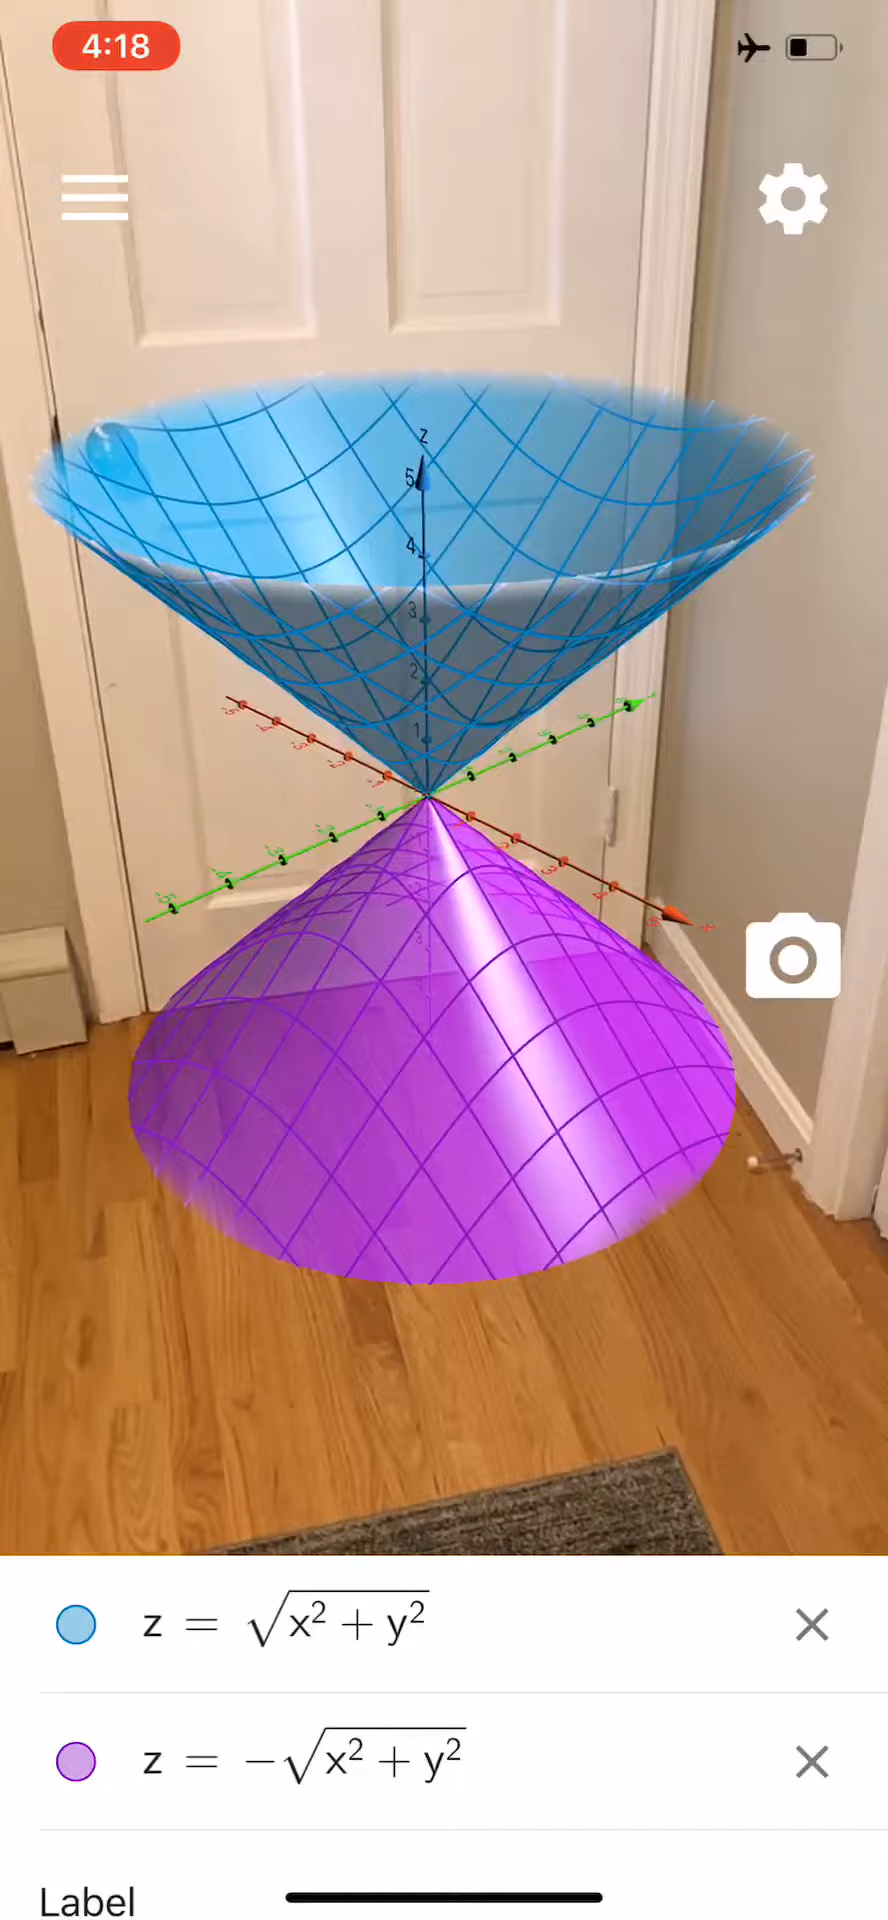 4:18
z
5
4
3
2
1
x
z = √x² + y²
z = −√x² + y²
Label